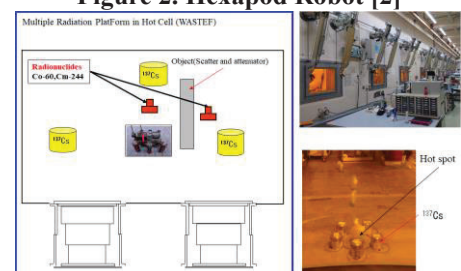 Figure 2. Hexapod Robot [2]
Multiple Radiation PlatForm in Hot Cell (WASTEF)
Radionuclides
Co-60,Cm-244
Object(Scatter and attenuator)
¹³⁷Cs
¹³⁷Cs
¹³⁷Cs
Hot spot
¹³⁷Cs